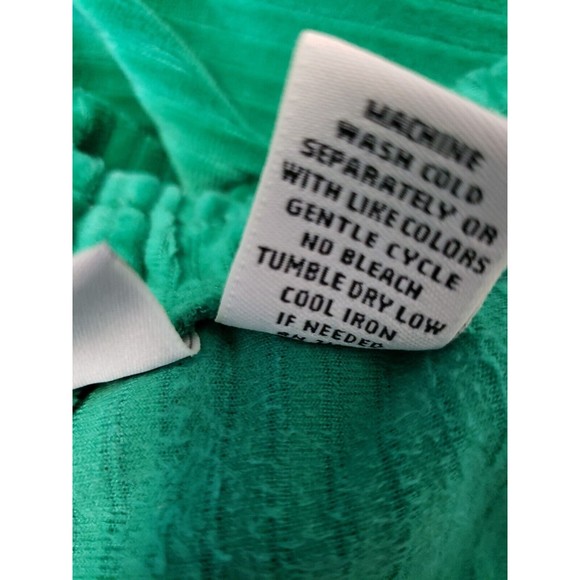 MACHINE
WASH COLD
SEPARATELY OR
WITH LIKE COLORS
GENTLE CYCLE
NO BLEACH
TUMBLE DRY LOW
COOL IRON
IF NEEDED